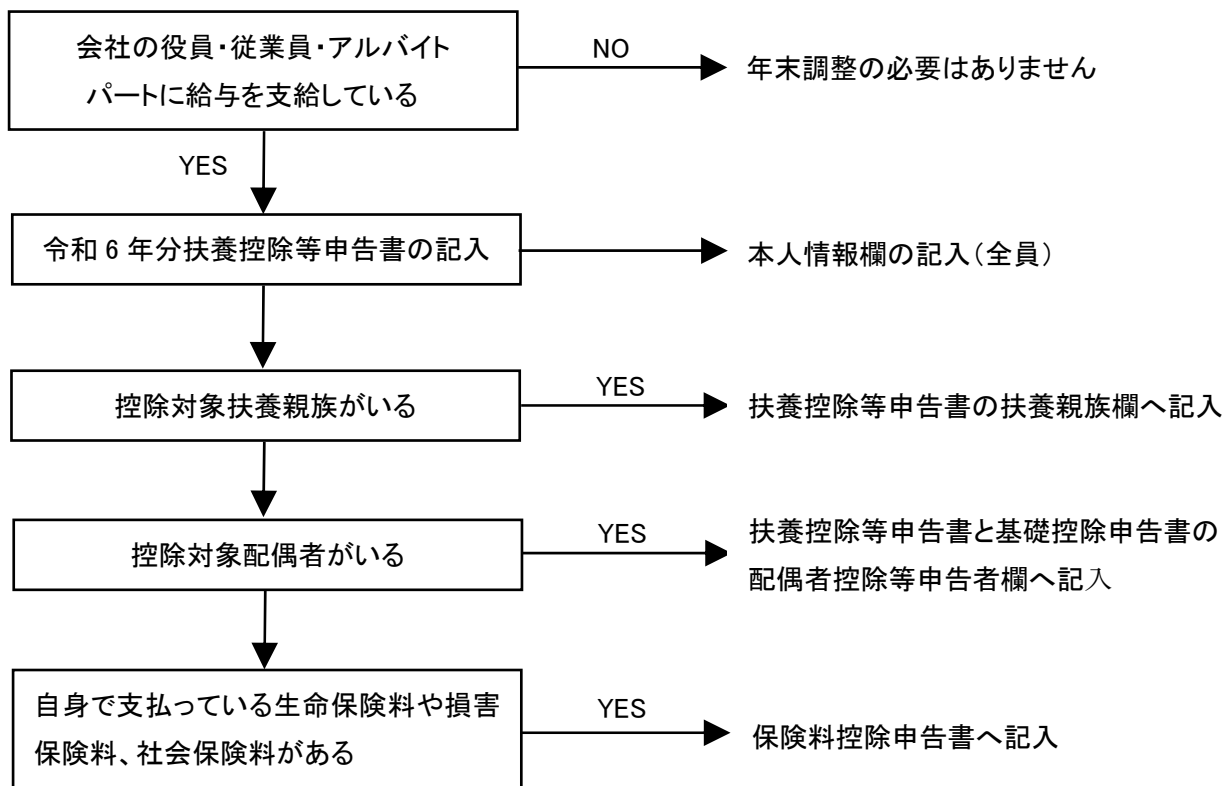 会社の役員・従業員・アルバイト
パートに給与を支給している
NO
年末調整の必要はありません
YES
令和 6 年分扶養控除等申告書の記入
本人情報欄の記入(全員)
控除対象扶養親族がいる
YES
扶養控除等申告書の扶養親族欄へ記入
控除対象配偶者がいる
YES
扶養控除等申告書と基礎控除申告書の
配偶者控除等申告者欄へ記入
自身で支払っている生命保険料や損害
保険料、社会保険料がある
YES
保険料控除申告書へ記入